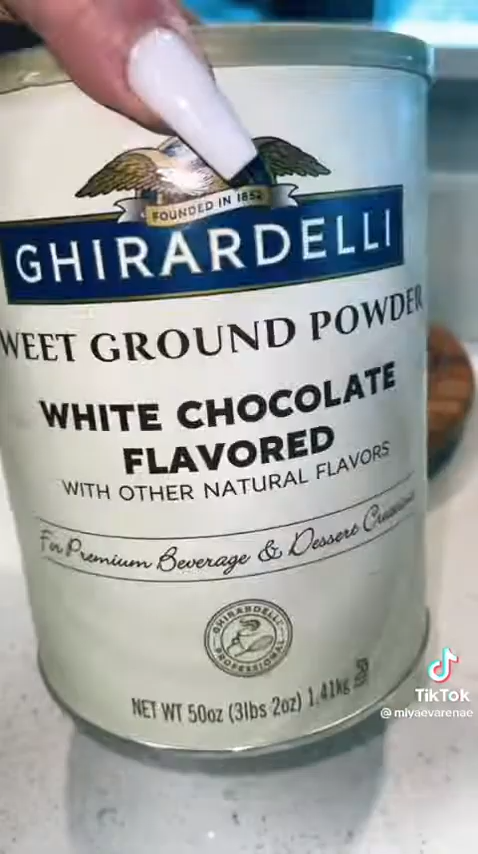 FOUNDED IN 1852
GHIRARDELLI
WEET GROUND POWDER
WHITE CHOCOLATE
FLAVORED
WITH OTHER NATURAL FLAVORS
For Premium Beverage & Dessert Creations
GHIRARDELLI
PROFESSIONAL
NET WT 50oz (3lbs 2oz) 1.41kg
TikTok
@miyaevarenae